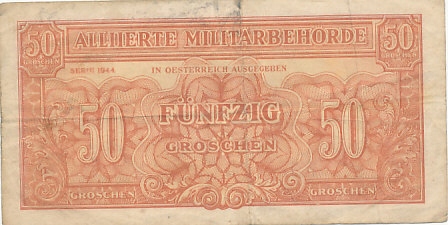 50 ALLIIERTE MILITÄRBEHÖRDE 50
GROSCHEN GROSCHEN
SERIE 1944 IN OESTERREICH AUSGEGEBEN
FÜNFZIG
50 50
GROSCHEN
GROSCHEN GROSCHEN